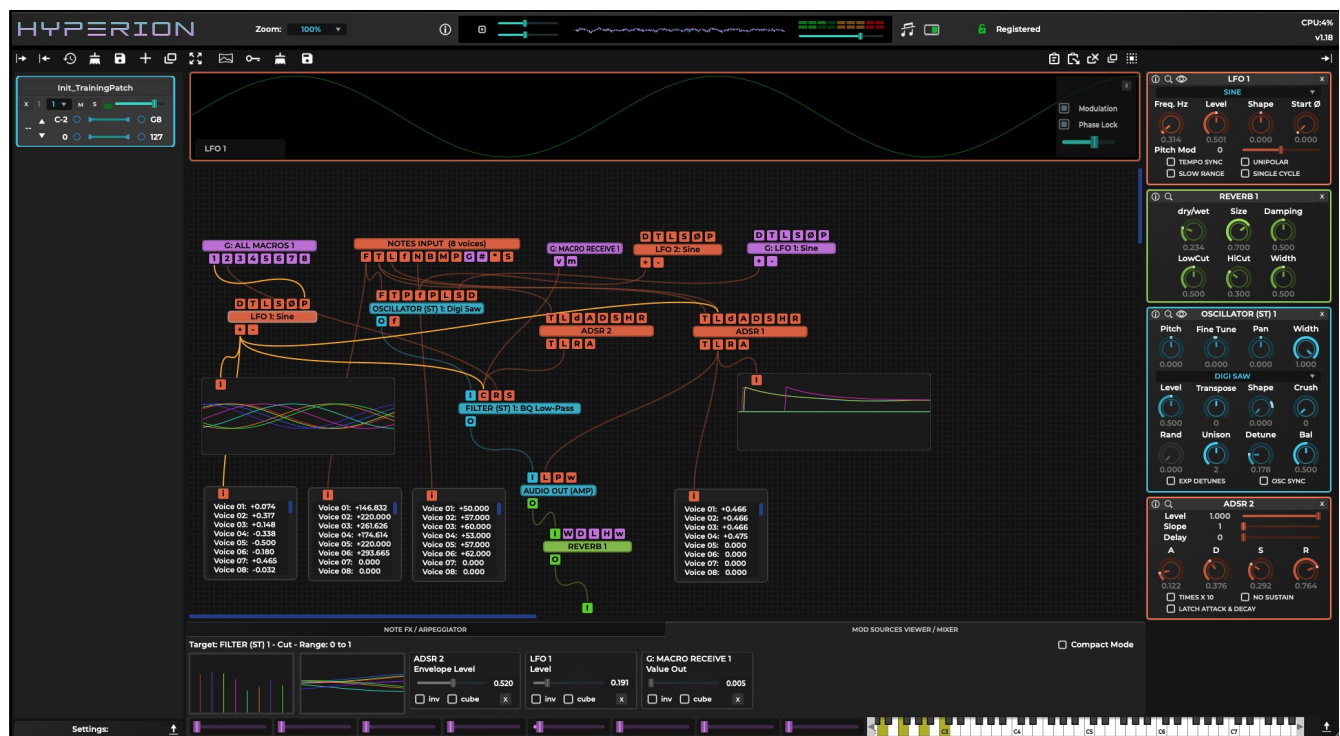 HYPERION
Zoom: 100%
Registered
CPU:4%
v1.18
Init_TrainingPatch
X 1 1 M S
C-2 G8
-- 0 127
Settings:
X
Modulation
Phase Lock
LFO 1
G: ALL MACROS 1
1 2 3 4 5 6 7 8
NOTES INPUT (8 voices)
F T L f N B M P G # * S
G: MACRO RECEIVE 1
v m
D T L S Ø P
LFO 2: Sine
+ -
D T L S Ø P
G: LFO 1: Sine
+ -
D T L S Ø P
LFO 1: Sine
+ -
F T P f P L S D
OSCILLATOR (ST) 1: Digi Saw
O f
T L d A D S H R
ADSR 2
T L R A
T L d A D S H R
ADSR 1
T L R A
I
I
I C R S
FILTER (ST) 1: BQ Low-Pass
O
I L P w
AUDIO OUT (AMP)
O
I W D L H w
REVERB 1
O
I
I
Voice 01: +0.074
Voice 02: +0.317
Voice 03: +0.148
Voice 04: -0.338
Voice 05: -0.500
Voice 06: -0.180
Voice 07: +0.465
Voice 08: -0.032
I
Voice 01: +146.832
Voice 02: +220.000
Voice 03: +261.626
Voice 04: +174.614
Voice 05: +220.000
Voice 06: +293.665
Voice 07: 0.000
Voice 08: 0.000
I
Voice 01: +50.000
Voice 02: +57.000
Voice 03: +60.000
Voice 04: +53.000
Voice 05: +57.000
Voice 06: +62.000
Voice 07: 0.000
Voice 08: 0.000
I
Voice 01: +0.466
Voice 02: +0.466
Voice 03: +0.466
Voice 04: +0.475
Voice 05: 0.000
Voice 06: 0.000
Voice 07: 0.000
Voice 08: 0.000
NOTE FX / ARPEGGIATOR
MOD SOURCES VIEWER / MIXER
Target: FILTER (ST) 1 - Cut - Range: 0 to 1
Compact Mode
ADSR 2
Envelope Level
0.520
inv cube x
LFO 1
Level
0.191
inv cube x
G: MACRO RECEIVE 1
Value Out
0.005
inv cube x
C3 C4 C5 C6 C7
LFO 1 x
SINE
Freq. Hz Level Shape Start Ø
0.314 0.501 0.000 0.000
Pitch Mod 0
TEMPO SYNC UNIPOLAR
SLOW RANGE SINGLE CYCLE
REVERB 1 x
dry/wet Size Damping
0.254 0.700 0.500
LowCut HiCut Width
0.500 0.300 0.500
OSCILLATOR (ST) 1 x
Pitch Fine Tune Pan Width
0.000 0.000 0.000 1.000
DIGI SAW
Level Transpose Shape Crush
0.500 0 0.000 0
Rand Unison Detune Bal
0.000 2 0.178 0.500
EXP DETUNES OSC SYNC
ADSR 2 x
Level 1.000
Slope 1
Delay 0
A D S R
0.122 0.376 0.292 0.764
TIMES X 10 NO SUSTAIN
LATCH ATTACK & DECAY